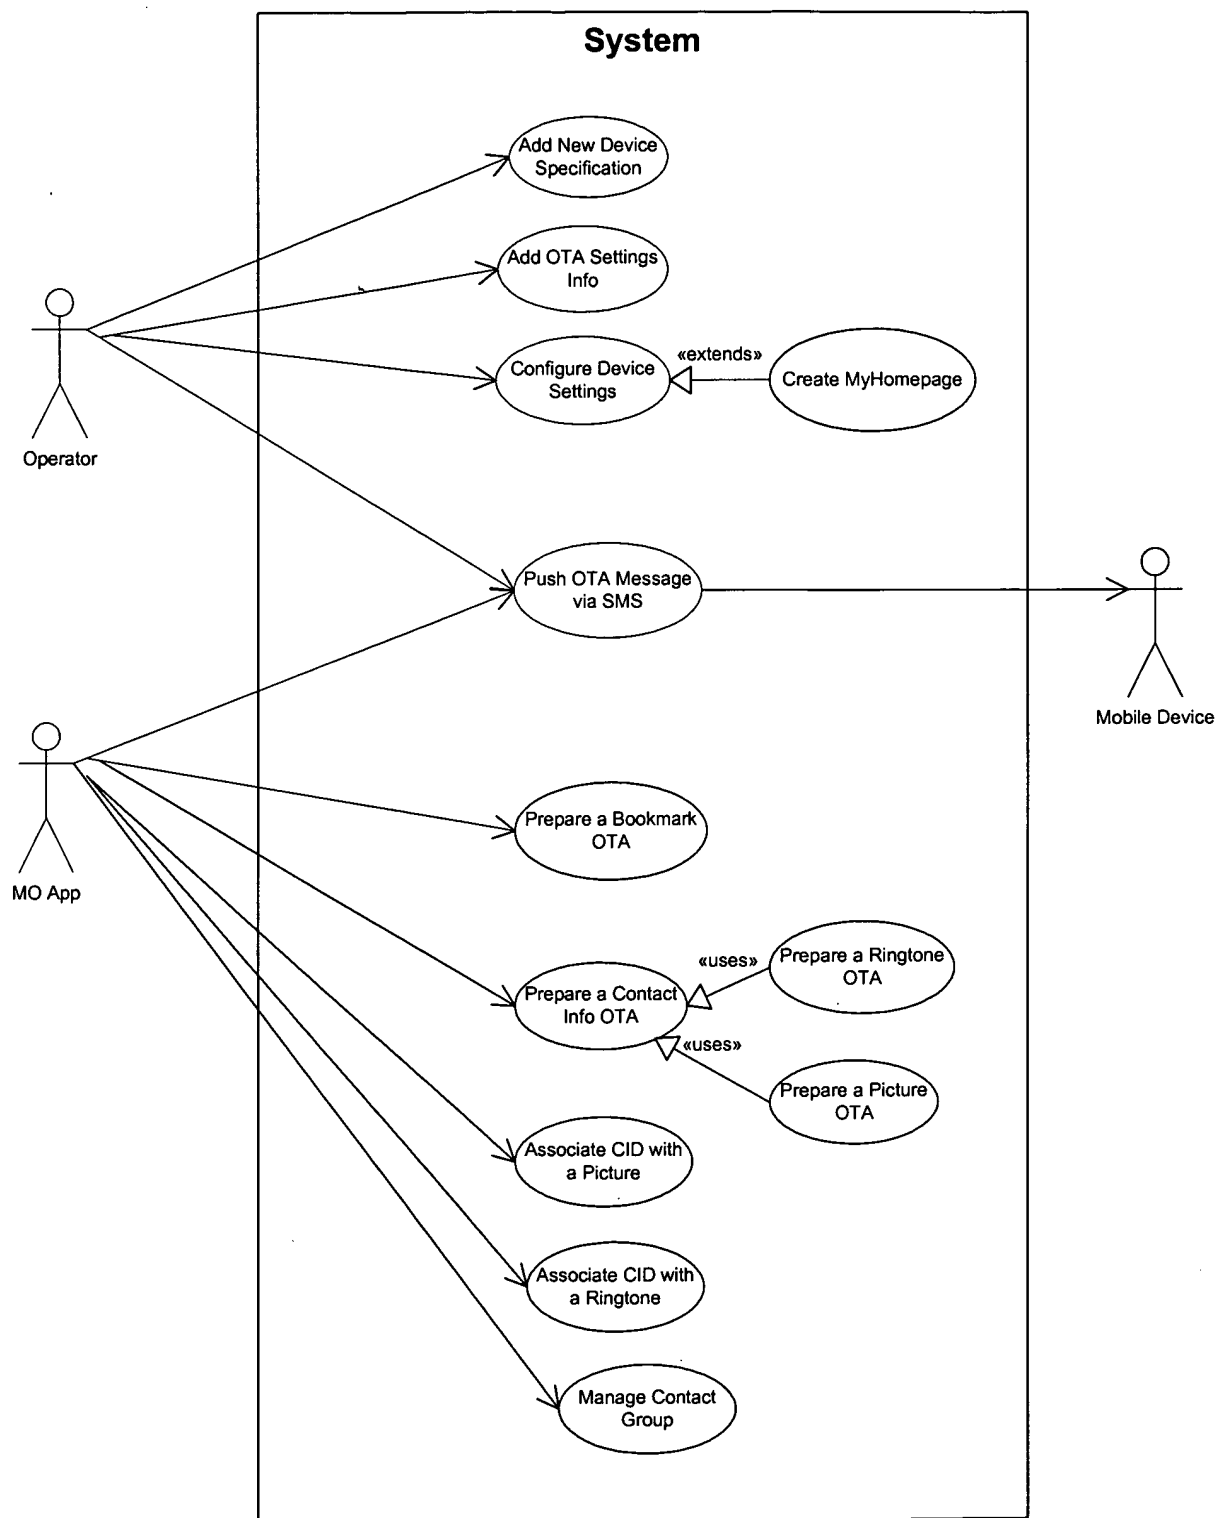 System
Add New Device
Specification
Add OTA Settings
Info
Configure Device
Settings
«extends»
Create MyHomepage
Operator
Push OTA Message
via SMS
Mobile Device
MO App
Prepare a Bookmark
OTA
Prepare a Contact
Info OTA
«uses»
Prepare a Ringtone
OTA
«uses»
Prepare a Picture
OTA
Associate CID with
a Picture
Associate CID with
a Ringtone
Manage Contact
Group